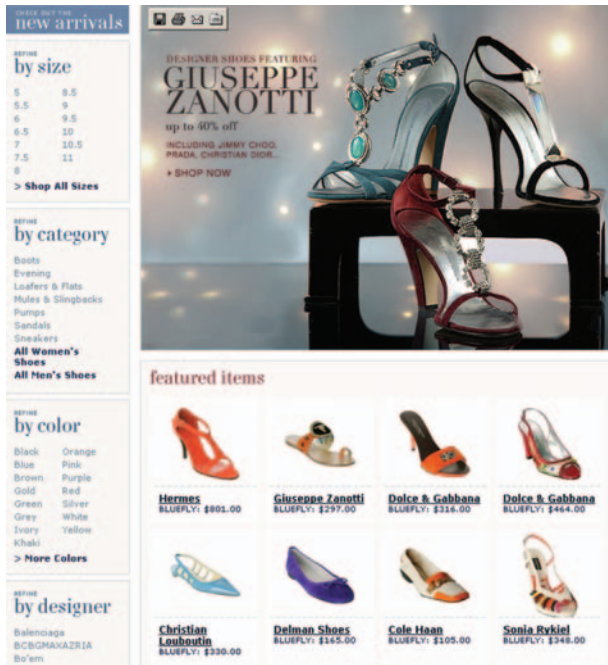 CHECK OUT THE
new arrivals
REFINE
by size
5 8.5
5.5 9
6 9.5
6.5 10
7 10.5
7.5 11
8
> Shop All Sizes
REFINE
by category
Boots
Evening
Loafers & Flats
Mules & Slingbacks
Pumps
Sandals
Sneakers
All Women's
Shoes
All Men's Shoes
REFINE
by color
Black Orange
Blue Pink
Brown Purple
Gold Red
Green Silver
Grey White
Ivory Yellow
Khaki
> More Colors
REFINE
by designer
Balenciaga
BCBGMAXAZRIA
Bo'em
DESIGNER SHOES FEATURING
GIUSEPPE
ZANOTTI
up to 40% off
INCLUDING JIMMY CHOO,
PRADA, CHRISTIAN DIOR...
SHOP NOW
featured items
Hermes
BLUEFLY: $801.00
Giuseppe Zanotti
BLUEFLY: $297.00
Dolce & Gabbana
BLUEFLY: $316.00
Dolce & Gabbana
BLUEFLY: $464.00
Christian
Louboutin
BLUEFLY: $330.00
Delman Shoes
BLUEFLY: $165.00
Cole Haan
BLUEFLY: $105.00
Sonia Rykiel
BLUEFLY: $348.00